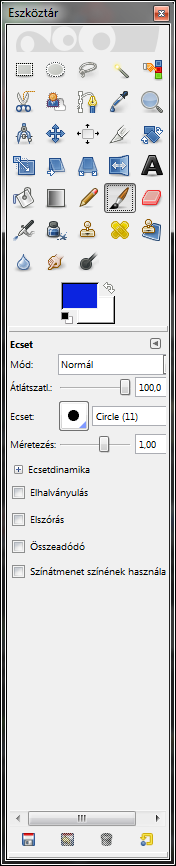 Eszköztár
Ecset
Mód: Normál
Átlátszatl.: 100,0
Ecset: Circle (11)
Méretezés: 1,00
Ecsetdinamika
Elhalványulás
Elszórás
Összeadódó
Színátmenet színének használa